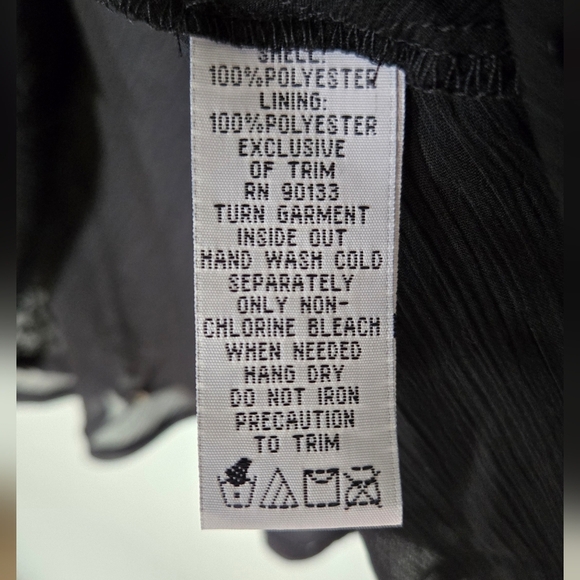 SHELL:
100%POLYESTER
LINING:
100%POLYESTER
EXCLUSIVE
OF TRIM
RN 90133
TURN GARMENT
INSIDE OUT
HAND WASH COLD
SEPARATELY
ONLY NON-
CHLORINE BLEACH
WHEN NEEDED
HANG DRY
DO NOT IRON
PRECAUTION
TO TRIM